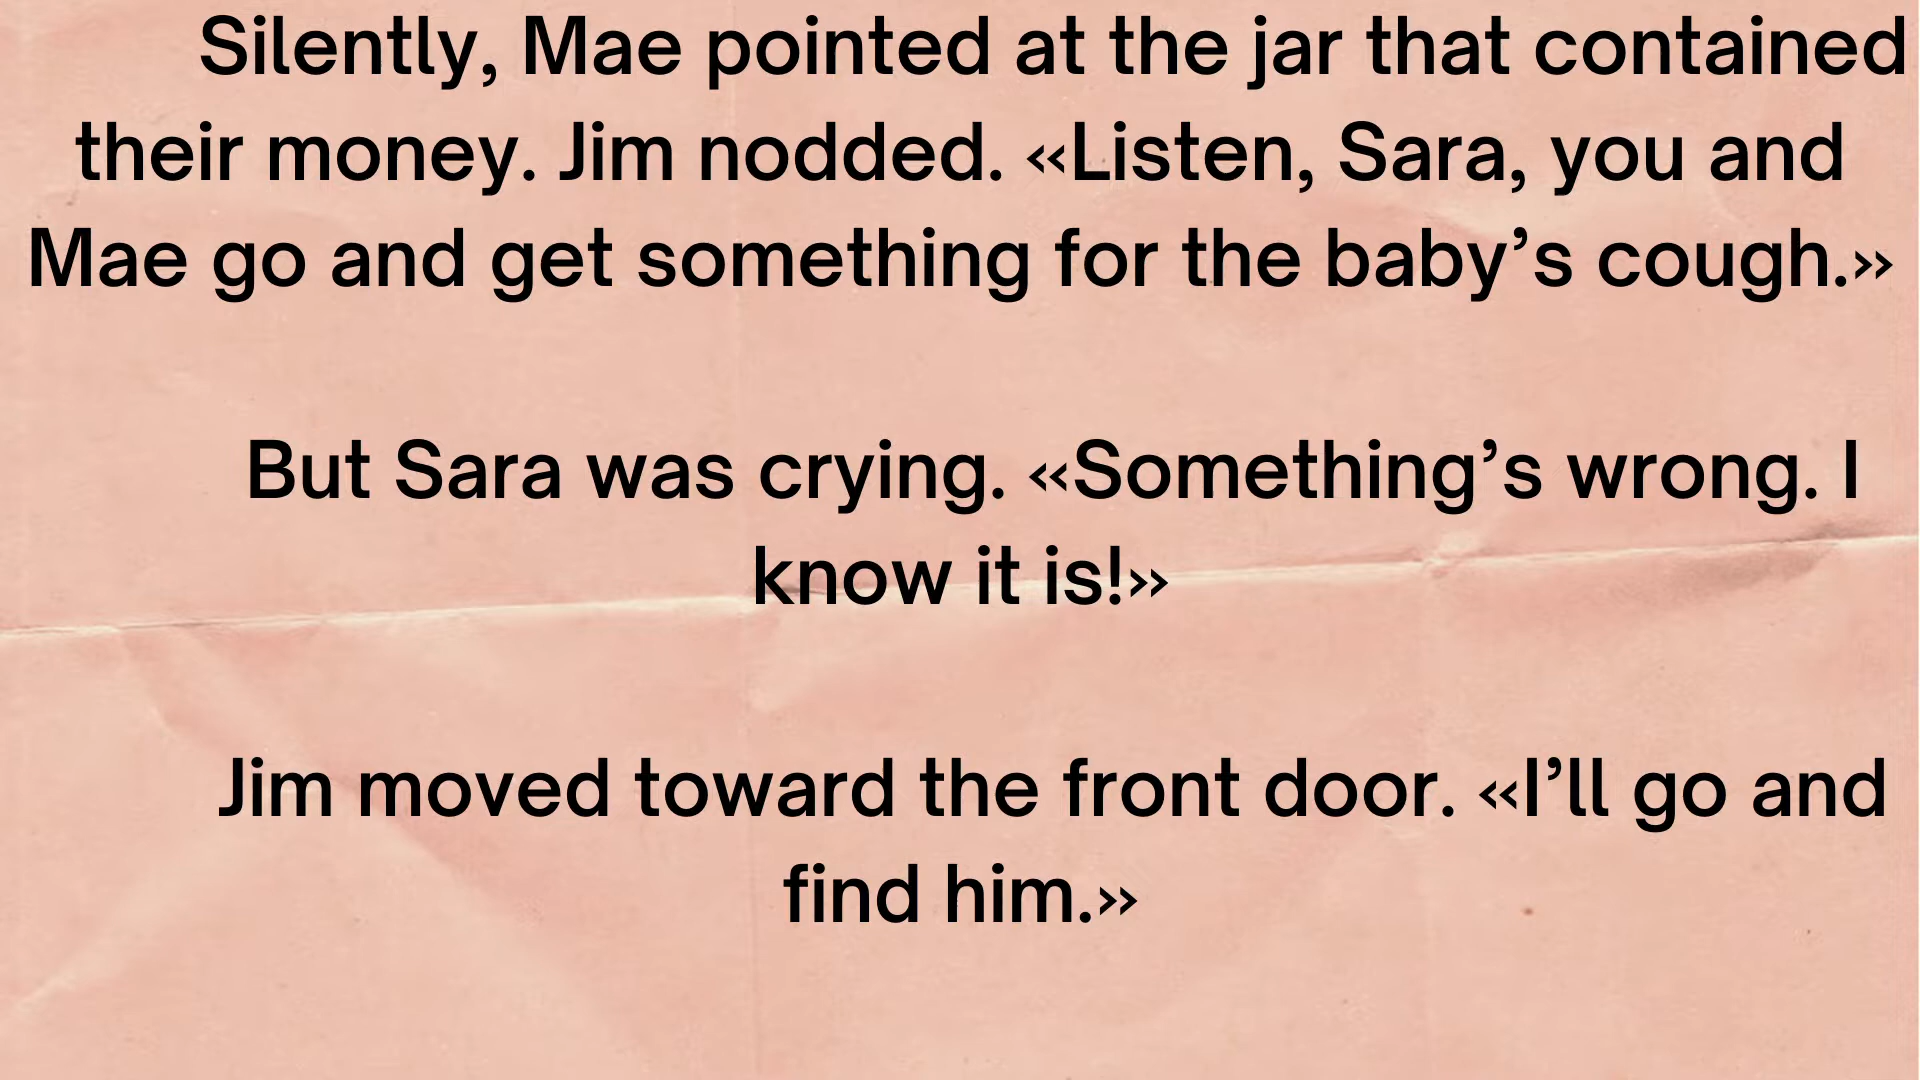 Silently, Mae pointed at the jar that contained
their money. Jim nodded. «Listen, Sara, you and
Mae go and get something for the baby’s cough.»
But Sara was crying. «Something’s wrong. I
know it is!»
Jim moved toward the front door. «I’ll go and
find him.»